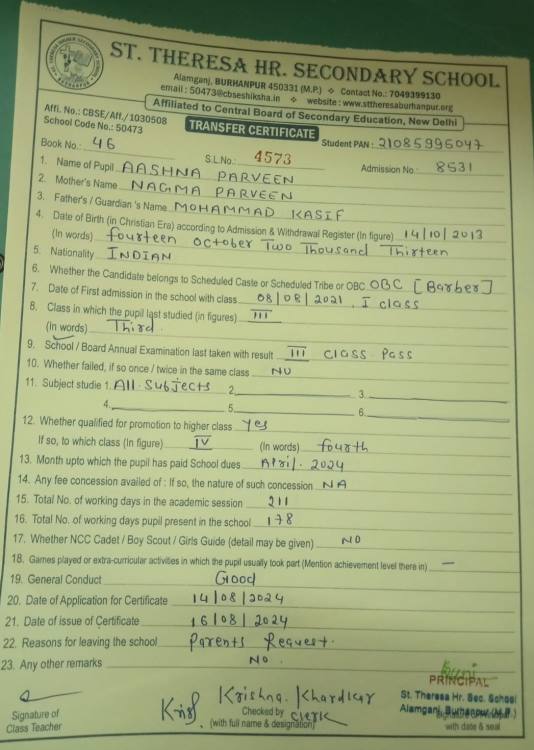 ST. THERESA HR. SECONDARY SCHOOL
Alamganj, BURHANPUR 450331 (M.P.) ❖ Contact No.: 7049399130
email : 50473@cbseshiksha.in ❖ website : www.sttheresaburhanpur.org
Affiliated to Central Board of Secondary Education, New Delhi
Affi. No.: CBSE/Aff./1030508
School Code No.: 50473
TRANSFER CERTIFICATE
Student PAN : 21085995047
Book No.: 46 S.L.No.: 4573 Admission No: 8531
1. Name of Pupil AASHNA PARVEEN
2. Mother's Name NAGMA PARVEEN
3. Father's / Guardian 's Name MOHAMMAD KASIF
4. Date of Birth (in Christian Era) according to Admission & Withdrawal Register (In figure) 14/10/2013
(In words) fourteen october Two Thousand Thirteen
5. Nationality INDIAN
6. Whether the Candidate belongs to Scheduled Caste or Scheduled Tribe or OBC OBC [Barber]
7. Date of First admission in the school with class 08/08/2021, I class
8. Class in which the pupil last studied (in figures) III
(In words) Third
9. School / Board Annual Examination last taken with result III class Pass
10. Whether failed, if so once / twice in the same class NO
11. Subject studie 1. All Subjects 2. 3.
4. 5. 6.
12. Whether qualified for promotion to higher class Yes
If so, to which class (In figure) IV (In words) fourth
13. Month upto which the pupil has paid School dues April. 2024
14. Any fee concession availed of : If so, the nature of such concession NA
15. Total No. of working days in the academic session 211
16. Total No. of working days pupil present in the school 178
17. Whether NCC Cadet / Boy Scout / Girls Guide (detail may be given) NO
18. Games played or extra-curricular activities in which the pupil usually took part (Mention achievement level there in) —
19. General Conduct Good
20. Date of Application for Certificate 14/08/2024
21. Date of issue of Certificate 16/08/2024
22. Reasons for leaving the school Parents Request.
23. Any other remarks No.
PRINCIPAL
St. Theresa Hr. Sec. School
Alamganj, Burhanpur (M.P.)
Krishna Khardkar
Signature of
Class Teacher
Checked by clerk
(with full name & designation)
with date & seal